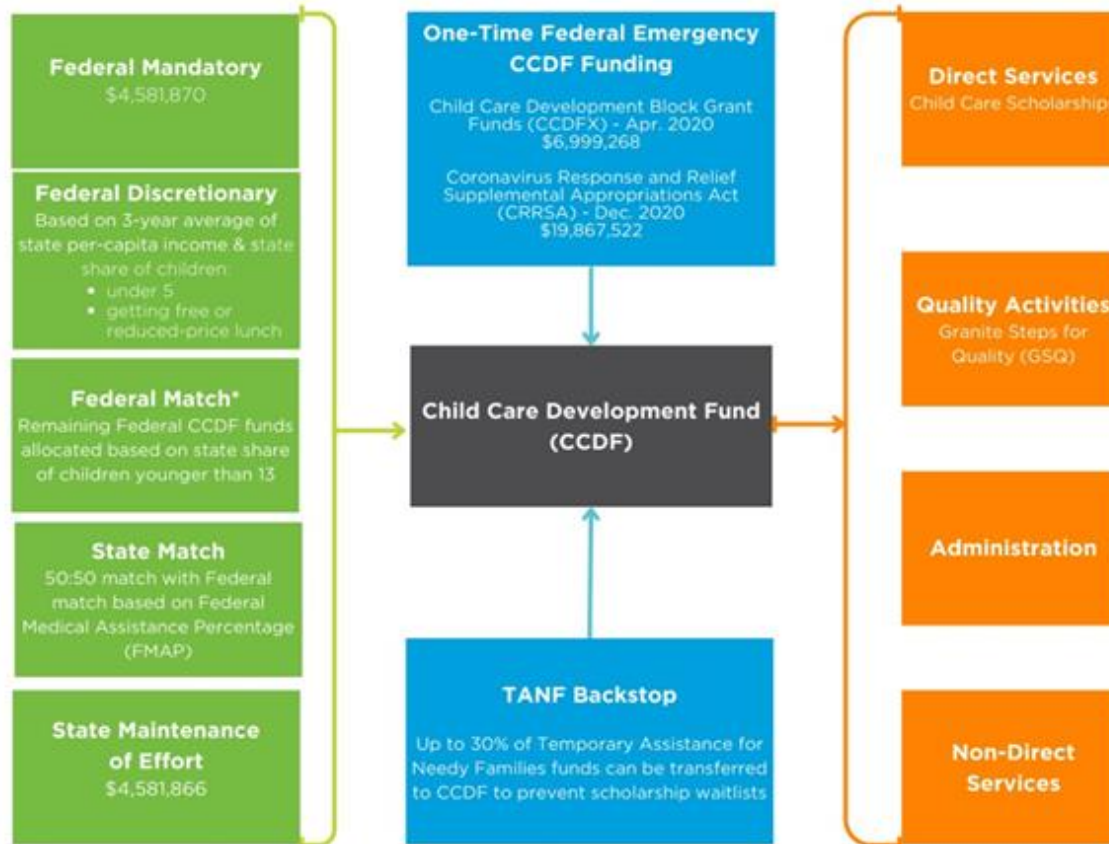 Federal Mandatory
$4,581,870
Federal Discretionary
Based on 3-year average of
state per-capita income & state
share of children:
• under 5
• getting free or
reduced-price lunch
Federal Match*
Remaining Federal CCDF funds
allocated based on state share
of children younger than 13
State Match
50:50 match with Federal
match based on Federal
Medical Assistance Percentage
(FMAP)
State Maintenance
of Effort
$4,581,866
One-Time Federal Emergency
CCDF Funding
Child Care Development Block Grant
Funds (CCDFX) - Apr. 2020
$6,999,268
Coronavirus Response and Relief
Supplemental Appropriations Act
(CRRSA) - Dec. 2020
$19,867,522
Child Care Development Fund
(CCDF)
TANF Backstop
Up to 30% of Temporary Assistance for
Needy Families funds can be transferred
to CCDF to prevent scholarship waitlists
Direct Services
Child Care Scholarship
Quality Activities
Granite Steps for
Quality (GSQ)
Administration
Non-Direct
Services